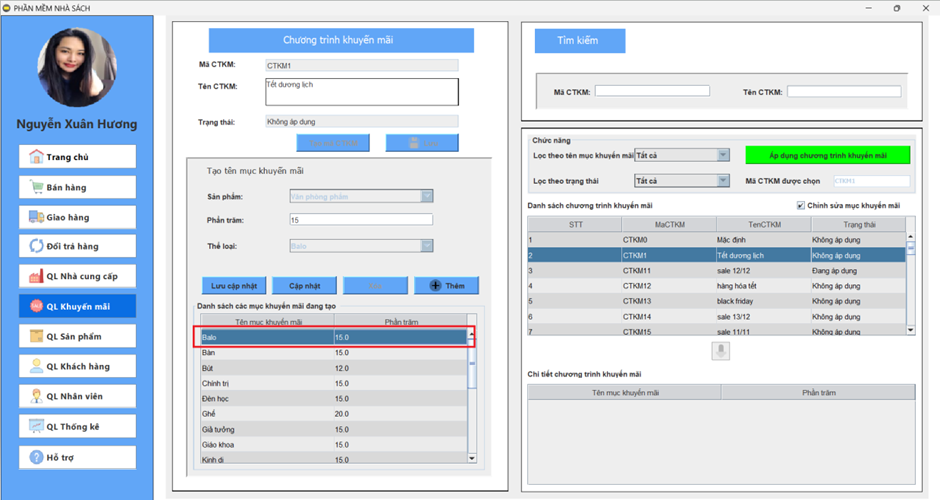 PHẦN MỀM NHÀ SÁCH
Nguyễn Xuân Hương
Trang chủ
Bán hàng
Giao hàng
Đổi trả hàng
QL Nhà cung cấp
QL Khuyến mãi
QL Sản phẩm
QL Khách hàng
QL Nhân viên
QL Thống kê
Hỗ trợ
Chương trình khuyến mãi
Mã CTKM: CTKM1
Tên CTKM: Tết dương lịch
Trạng thái: Không áp dụng
Tạo tên mục khuyến mãi
Sản phẩm: Văn phòng phẩm
Phần trăm: 15
Thể loại: Balo
Lưu cập nhật Cập nhật Thêm
Danh sách các mục khuyến mãi đang tạo
Tên mục khuyến mãi Phần trăm
Balo 15.0
Bàn 15.0
Bút 12.0
Chính trị 15.0
Đèn học 15.0
Ghế 20.0
Giả tưởng 15.0
Giáo khoa 15.0
Kinh dị 15.0
Tìm kiếm
Mã CTKM: Tên CTKM:
Chức năng
Lọc theo tên mục khuyến mãi Tất cả Áp dụng chương trình khuyến mãi
Lọc theo trạng thái Tất cả Mã CTKM được chọn CTKM1
Danh sách chương trình khuyến mãi Chỉnh sửa mục khuyến mãi
STT MaCTKM TenCTKM Trạng thái
1 CTKM0 Mặc định Không áp dụng
2 CTKM1 Tết dương lịch Không áp dụng
3 CTKM11 sale 12/12 Đang áp dụng
4 CTKM12 hàng hóa tết Không áp dụng
5 CTKM13 black friday Không áp dụng
6 CTKM14 sale 13/12 Không áp dụng
7 CTKM15 sale 11/11 Không áp dụng
Chi tiết chương trình khuyến mãi
Tên mục khuyến mãi Phần trăm